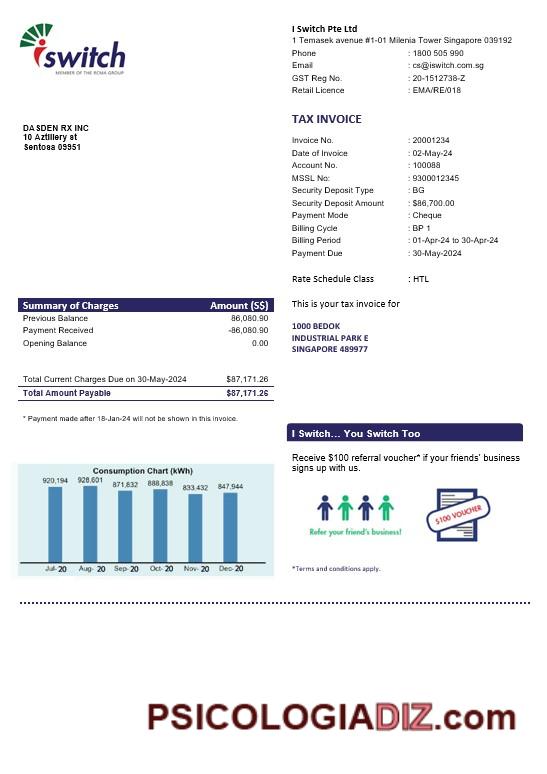 iswitch
MEMBER OF THE RCMA GROUP
I Switch Pte Ltd
1 Temasek avenue #1-01 Milenia Tower Singapore 039192
Phone : 1800 505 990
Email : cs@iswitch.com.sg
GST Reg No. : 20-1512738-Z
Retail Licence : EMA/RE/018
DASDEN RX INC
10 Aztillery st
Sentosa 09951
TAX INVOICE
Invoice No. : 20001234
Date of Invoice : 02-May-24
Account No. : 100088
MSSL No: : 9300012345
Security Deposit Type : BG
Security Deposit Amount : $86,700.00
Payment Mode : Cheque
Billing Cycle : BP 1
Billing Period : 01-Apr-24 to 30-Apr-24
Payment Due : 30-May-2024
Rate Schedule Class : HTL
This is your tax invoice for
1000 BEDOK
INDUSTRIAL PARK E
SINGAPORE 489977
Summary of Charges Amount (S$)
Previous Balance 86,080.90
Payment Received -86,080.90
Opening Balance 0.00
Total Current Charges Due on 30-May-2024 $87,171.26
Total Amount Payable $87,171.26
* Payment made after 18-Jan-24 will not be shown in this invoice.
I Switch... You Switch Too
Receive $100 referral voucher* if your friends' business
signs up with us.
Refer your friend's business!
$100 VOUCHER
*Terms and conditions apply.
Consumption Chart (kWh)
920,194 928,601 871,832 888,838 833,432 847,944
Jul-20 Aug-20 Sep-20 Oct-20 Nov-20 Dec-20
PSICOLOGIADIZ.com